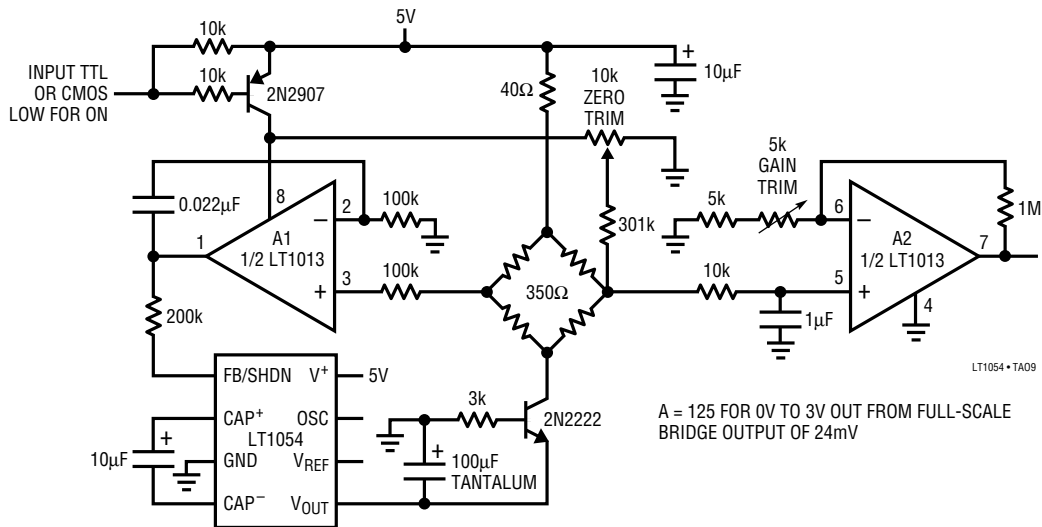 5V
10k
10k
INPUT TTL
OR CMOS
LOW FOR ON
2N2907
+
10µF
40Ω
10k
ZERO
TRIM
5k
GAIN
TRIM
0.022µF
8
2
–
100k
1
A1
1/2 LT1013
3
+
100k
301k
350Ω
5k
6
–
1M
A2
1/2 LT1013
7
10k
5
+
4
1µF
200k
LT1054 • TA09
FB/SHDN
V+
5V
CAP+
OSC
LT1054
GND
VREF
CAP–
VOUT
+
10µF
3k
2N2222
+
100µF
TANTALUM
A = 125 FOR 0V TO 3V OUT FROM FULL-SCALE
BRIDGE OUTPUT OF 24mV